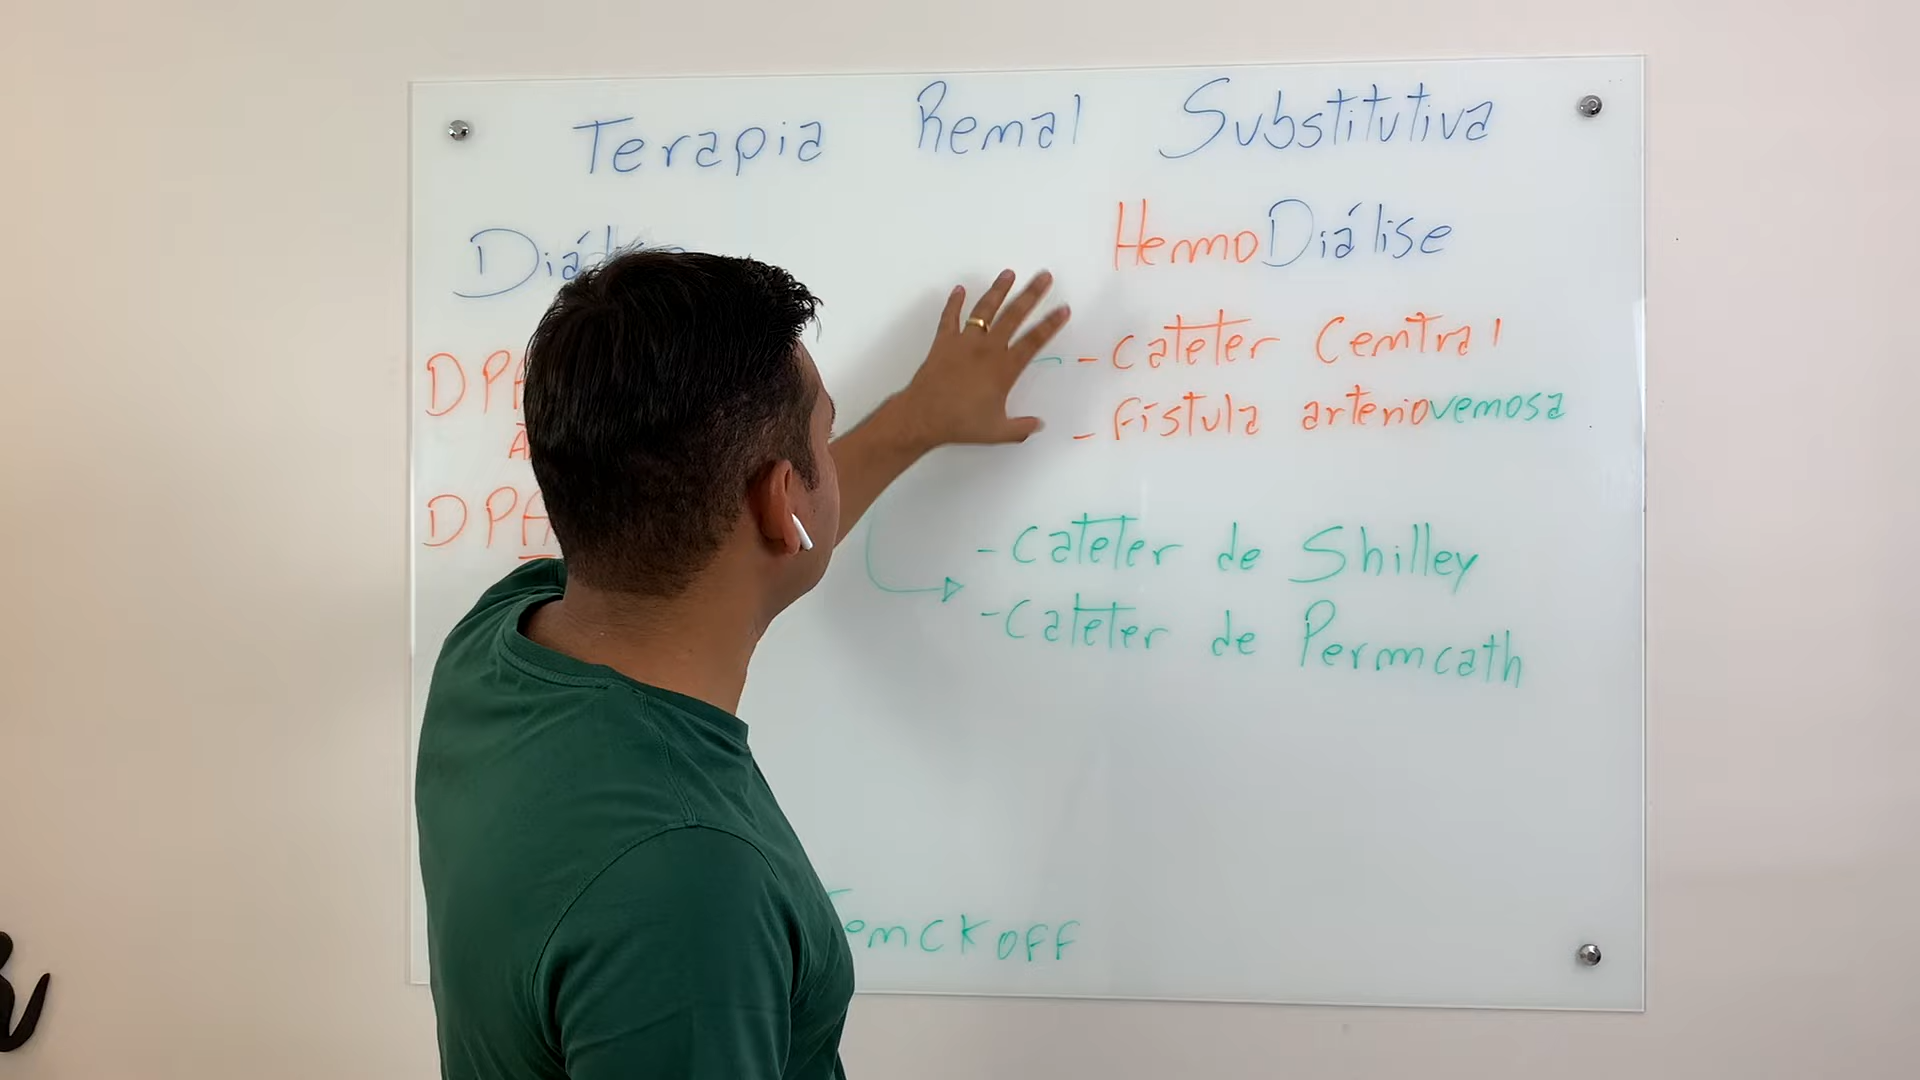 Terapia Renal Substitutiva
HemoDiálise
- Cateter Central
- Fístula arteriovenosa
- Cateter de Shilley
- Cateter de Permcath